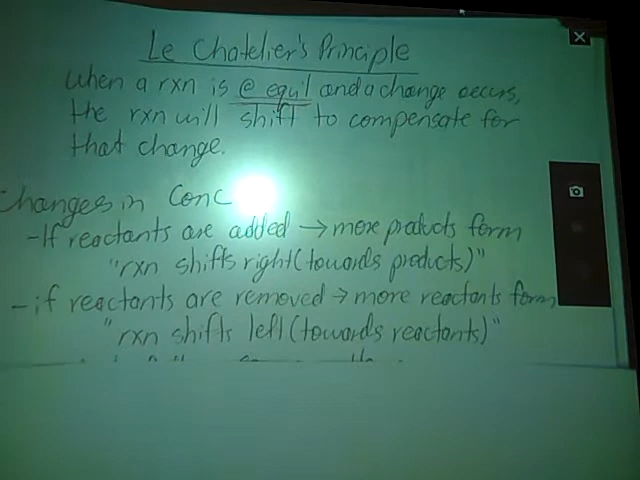 Le Chatelier's Principle
when a rxn is @ equil and a change occurs,
the rxn will shift to compensate for
that change.
Changes in Conc
-If reactants are added → more products form
"rxn shifts right (towards products)"
-if reactants are removed → more reactants form
"rxn shifts left (towards reactants)"